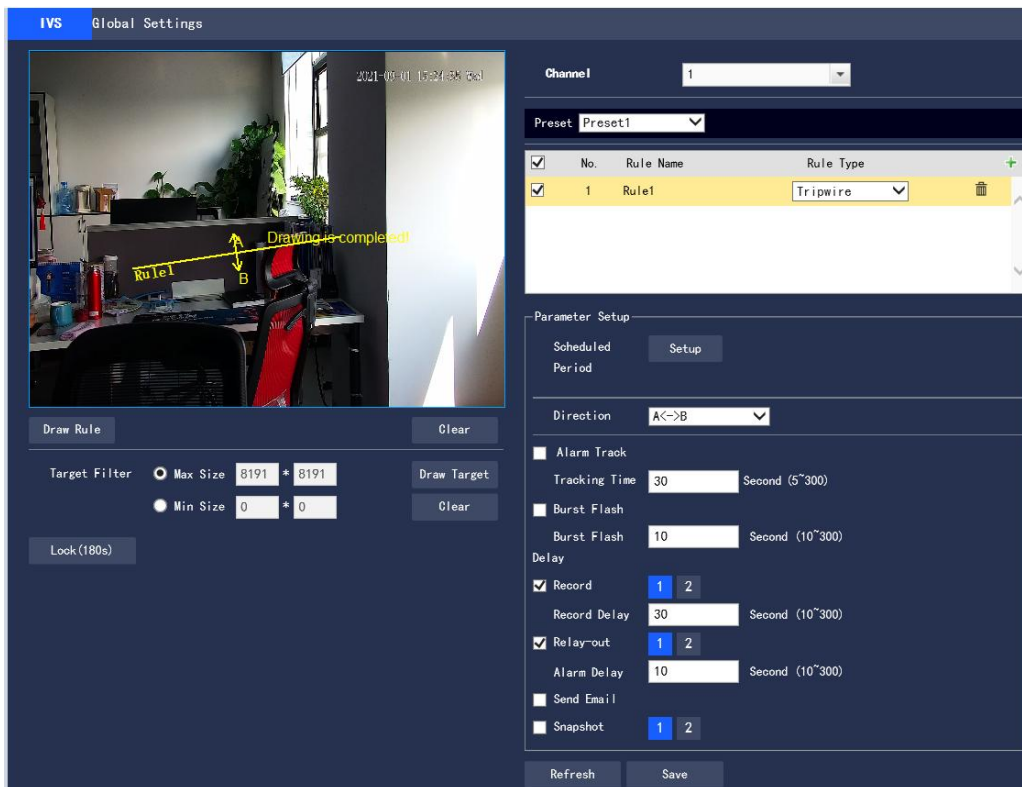 IVS Global Settings
Channel 1
Preset Preset1
No. Rule Name Rule Type
1 Rule1 Tripwire
Drawing is completed!
A
Rule1
B
Draw Rule Clear
Target Filter Max Size 8191 * 8191 Draw Target
Min Size 0 * 0 Clear
Lock(180s)
Parameter Setup
Scheduled Period Setup
Direction A<->B
Alarm Track
Tracking Time 30 Second (5~300)
Burst Flash
Burst Flash Delay 10 Second (10~300)
Record 1 2
Record Delay 30 Second (10~300)
Relay-out 1 2
Alarm Delay 10 Second (10~300)
Send Email
Snapshot 1 2
Refresh Save